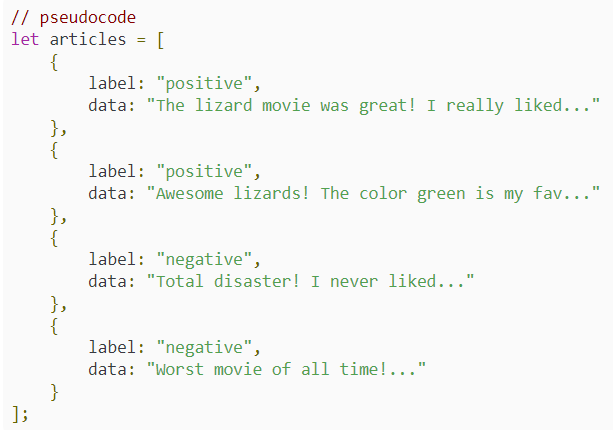 // pseudocode
let articles = [
    {
        label: "positive",
        data: "The lizard movie was great! I really liked..."
    },
    {
        label: "positive",
        data: "Awesome lizards! The color green is my fav..."
    },
    {
        label: "negative",
        data: "Total disaster! I never liked..."
    },
    {
        label: "negative",
        data: "Worst movie of all time!..."
    }
];